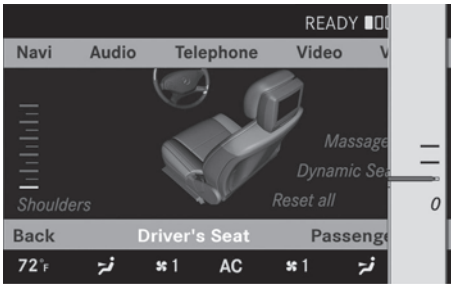 READY
Navi Audio Telephone Video V
Massage
Dynamic Sea
Shoulders Reset all 0
Back Driver's Seat Passenge
72°F 1 AC 1